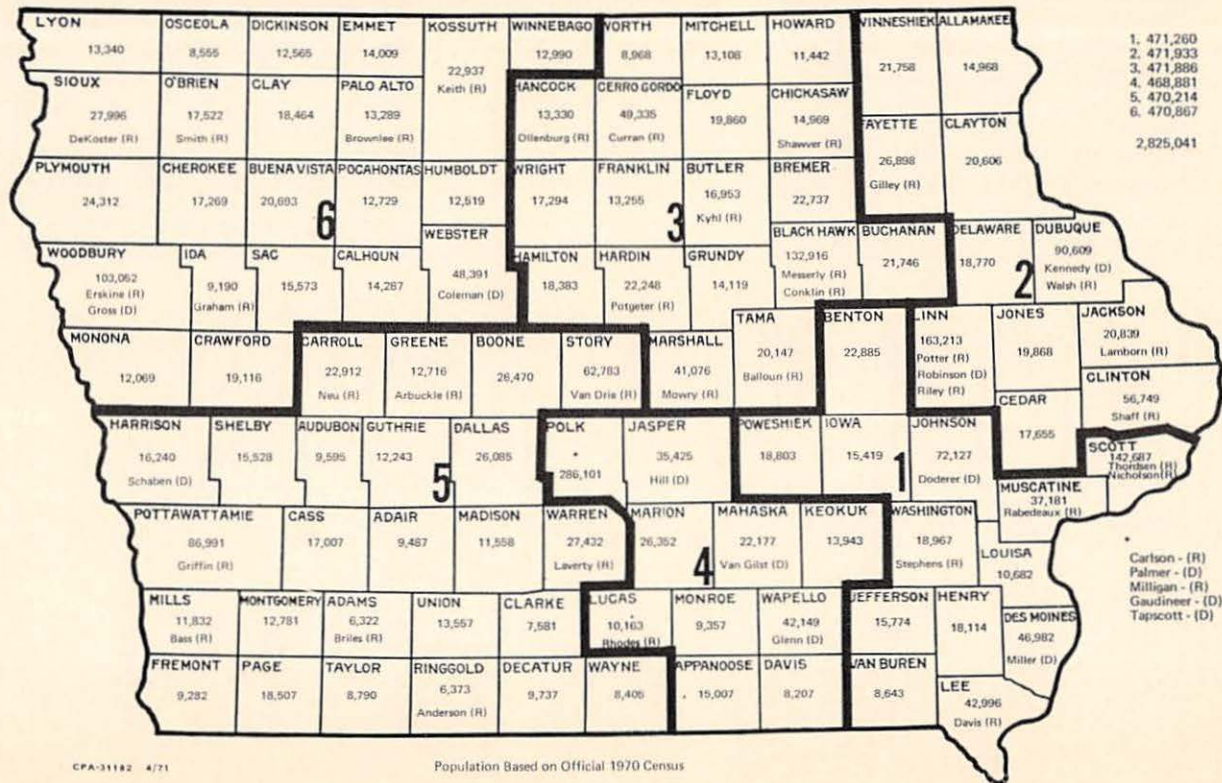 LYON
13,340
OSCEOLA
8,555
DICKINSON
12,565
EMMET
14,009
KOSSUTH
22,937
Keith (R)
WINNEBAGO
12,990
WORTH
8,968
MITCHELL
13,108
HOWARD
11,442
WINNESHIEK
21,758
ALLAMAKEE
14,968
1. 471,260
2. 471,933
3. 471,886
4. 468,881
5. 470,214
6. 470,867
2,825,041
SIOUX
27,996
DeKoster (R)
O'BRIEN
17,522
Smith (R)
CLAY
18,464
PALO ALTO
13,289
Brownlee (R)
HANCOCK
13,330
Ollenburg (R)
CERRO GORDO
49,335
Curran (R)
FLOYD
19,860
CHICKASAW
14,969
Shawver (R)
FAYETTE
26,898
Gilley (R)
CLAYTON
20,606
PLYMOUTH
24,312
CHEROKEE
17,269
BUENA VISTA
20,693
6
POCAHONTAS
12,729
HUMBOLDT
12,519
WRIGHT
17,294
FRANKLIN
13,255
3
BUTLER
16,953
Kyhl (R)
BREMER
22,737
WOODBURY
103,052
Erskine (R)
Gross (D)
IDA
9,190
Graham (R)
SAC
15,573
CALHOUN
14,287
WEBSTER
48,391
Coleman (D)
HAMILTON
18,383
HARDIN
22,248
Potgeter (R)
GRUNDY
14,119
BLACK HAWK
132,916
Messerly (R)
Conklin (R)
BUCHANAN
21,746
DELAWARE
18,770
2
DUBUQUE
90,609
Kennedy (D)
Walsh (R)
MONONA
12,069
CRAWFORD
19,116
CARROLL
22,912
Neu (R)
GREENE
12,716
Arbuckle (R)
BOONE
26,470
STORY
62,783
Van Drie (R)
MARSHALL
41,076
Mowry (R)
TAMA
20,147
Balloun (R)
BENTON
22,885
LINN
163,213
Potter (R)
Robinson (D)
Riley (R)
JONES
19,868
JACKSON
20,839
Lamborn (R)
CLINTON
56,749
Shaff (R)
CEDAR
17,655
HARRISON
16,240
Schaben (D)
SHELBY
15,528
AUDUBON
9,595
GUTHRIE
12,243
5
DALLAS
26,085
POLK
*
286,101
JASPER
35,425
Hill (D)
POWESHIEK
18,803
IOWA
15,419
1
JOHNSON
72,127
Doderer (D)
SCOTT
142,687
Thordsen (R)
Nicholson (R)
MUSCATINE
37,181
Rabedeaux (R)
POTTAWATTAMIE
86,991
Griffin (R)
CASS
17,007
ADAIR
9,487
MADISON
11,558
WARREN
27,432
Laverty (R)
MARION
26,352
4
MAHASKA
22,177
Van Gilst (D)
KEOKUK
13,943
WASHINGTON
18,967
Stephens (R)
LOUISA
10,682
*
Carlson - (R)
Palmer - (D)
Milligan - (R)
Gaudineer - (D)
Tapscott - (D)
MILLS
11,832
Bass (R)
MONTGOMERY
12,781
ADAMS
6,322
Briles (R)
UNION
13,557
CLARKE
7,581
LUCAS
10,163
Rhodes (R)
MONROE
9,357
WAPELLO
42,149
Glenn (D)
JEFFERSON
15,774
HENRY
18,114
DES MOINES
46,982
Miller (D)
FREMONT
9,282
PAGE
18,507
TAYLOR
8,790
RINGGOLD
6,373
Anderson (R)
DECATUR
9,737
WAYNE
8,405
APPANOOSE
15,007
DAVIS
8,207
VAN BUREN
8,643
LEE
42,996
Davis (R)
CPA-31182 4/71
Population Based on Official 1970 Census